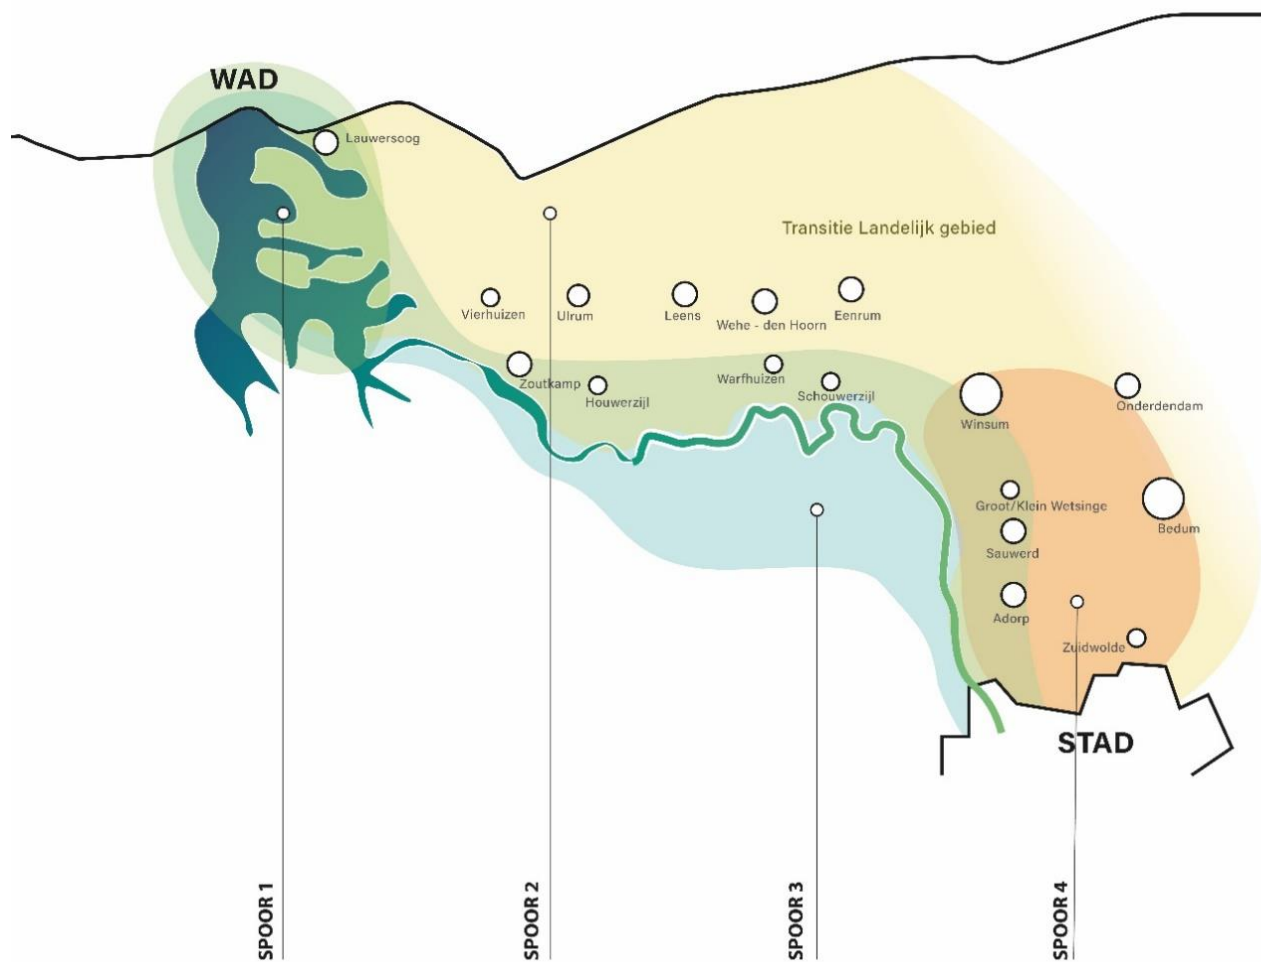 WAD
Lauwersoog
Transitie Landelijk gebied
Vierhuizen
Ulrum
Leens
Wehe - den Hoorn
Eenrum
Zoutkamp
Houwerzijl
Warfhuizen
Schouwerzijl
Winsum
Onderdendam
Groot/Klein Wetsinge
Bedum
Sauwerd
Adorp
Zuidwolde
STAD
SPOOR 1
SPOOR 2
SPOOR 3
SPOOR 4